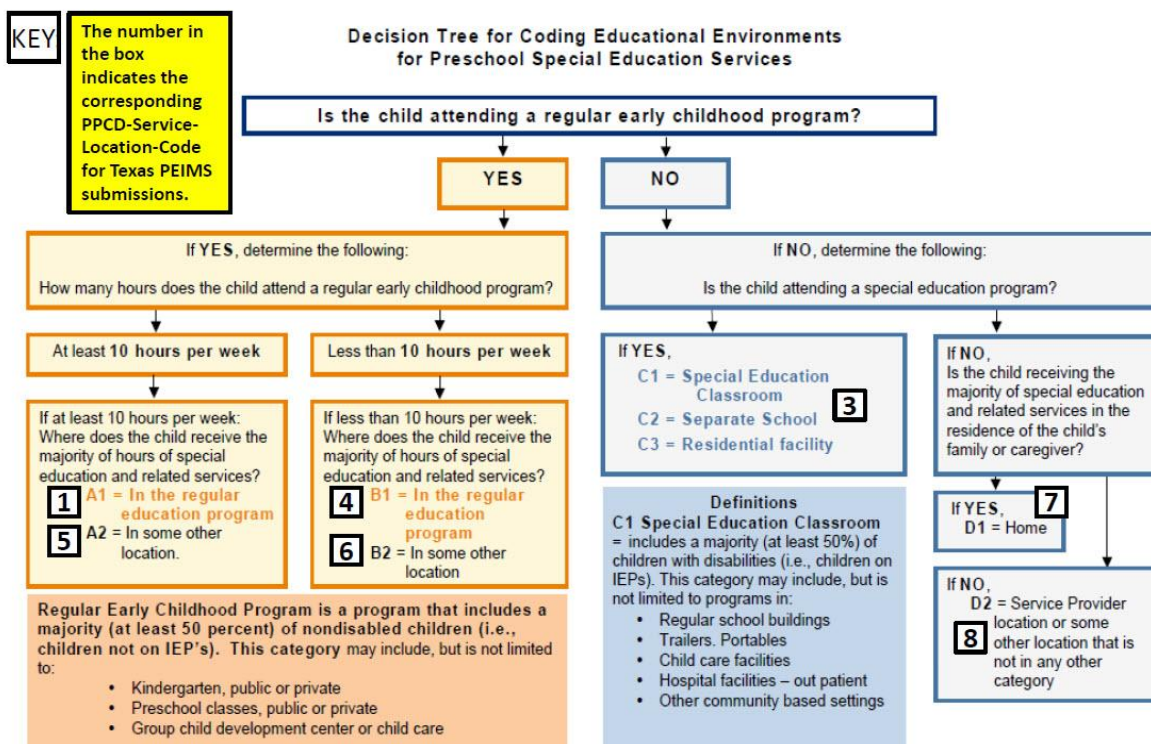 KEY
The number in
the box
indicates the
corresponding
PPCD-Service-
Location-Code
for Texas PEIMS
submissions.
Decision Tree for Coding Educational Environments
for Preschool Special Education Services
Is the child attending a regular early childhood program?
YES
NO
If YES, determine the following:
How many hours does the child attend a regular early childhood program?
At least 10 hours per week
Less than 10 hours per week
If at least 10 hours per week:
Where does the child receive the
majority of hours of special
education and related services?
1 A1 = In the regular
education program
5 A2 = In some other
location.
If less than 10 hours per week:
Where does the child receive the
majority of hours of special
education and related services?
4 B1 = In the regular
education
program
6 B2 = In some other
location
Regular Early Childhood Program is a program that includes a
majority (at least 50 percent) of nondisabled children (i.e.,
children not on IEP's). This category may include, but is not limited
to:
• Kindergarten, public or private
• Preschool classes, public or private
• Group child development center or child care
If NO, determine the following:
Is the child attending a special education program?
If YES,
C1 = Special Education
Classroom
3
C2 = Separate School
C3 = Residential facility
Definitions
C1 Special Education Classroom
= includes a majority (at least 50%) of
children with disabilities (i.e., children on
IEPs). This category may include, but is
not limited to programs in:
• Regular school buildings
• Trailers. Portables
• Child care facilities
• Hospital facilities – out patient
• Other community based settings
If NO,
Is the child receiving the
majority of special education
and related services in the
residence of the child's
family or caregiver?
If YES, 7
D1 = Home
If NO,
D2 = Service Provider
location or some
8 other location that is
not in any other
category